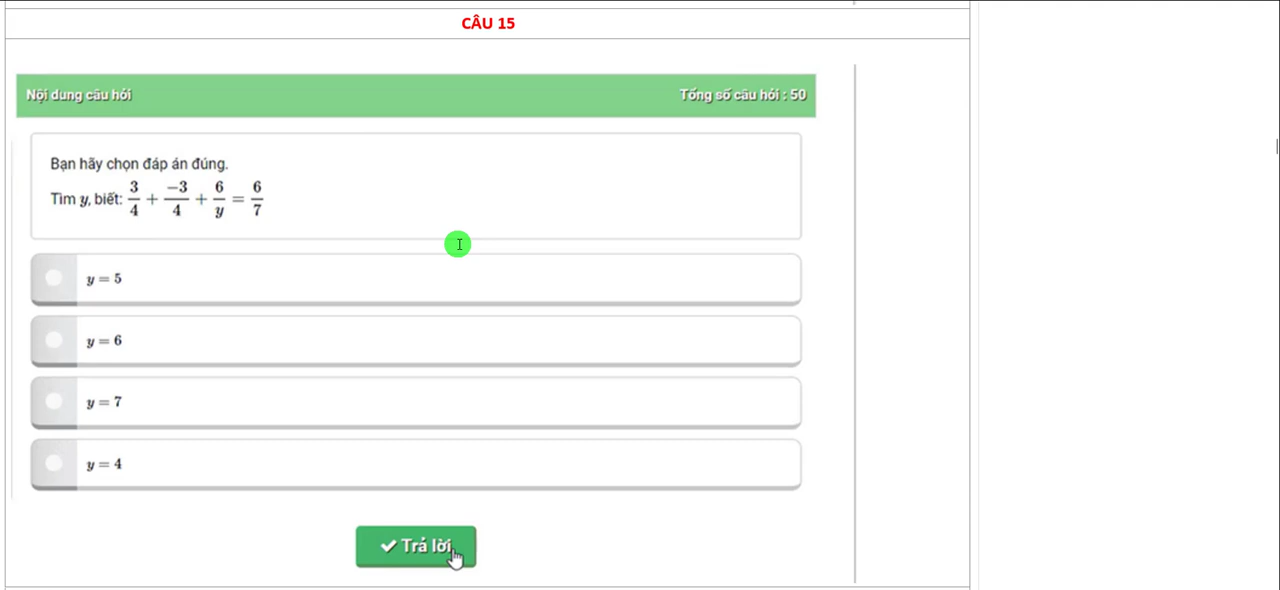 CÂU 15
Nội dung câu hỏi Tổng số câu hỏi : 50
Bạn hãy chọn đáp án đúng.
Tìm y, biết: 3/4 + -3/4 + 6/y = 6/7
y = 5
y = 6
y = 7
y = 4
Trả lời